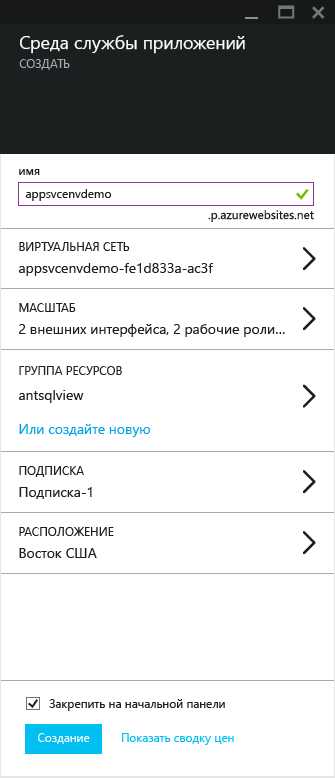 Среда службы приложений
СОЗДАТЬ
имя
appsvcenvdemo
.p.azurewebsites.net
ВИРТУАЛЬНАЯ СЕТЬ
appsvcenvdemo-fe1d833a-ac3f
МАСШТАБ
2 внешних интерфейса, 2 рабочие роли...
ГРУППА РЕСУРСОВ
antsqlview
Или создайте новую
ПОДПИСКА
Подписка-1
РАСПОЛОЖЕНИЕ
Восток США
Закрепить на начальной панели
Создание
Показать сводку цен